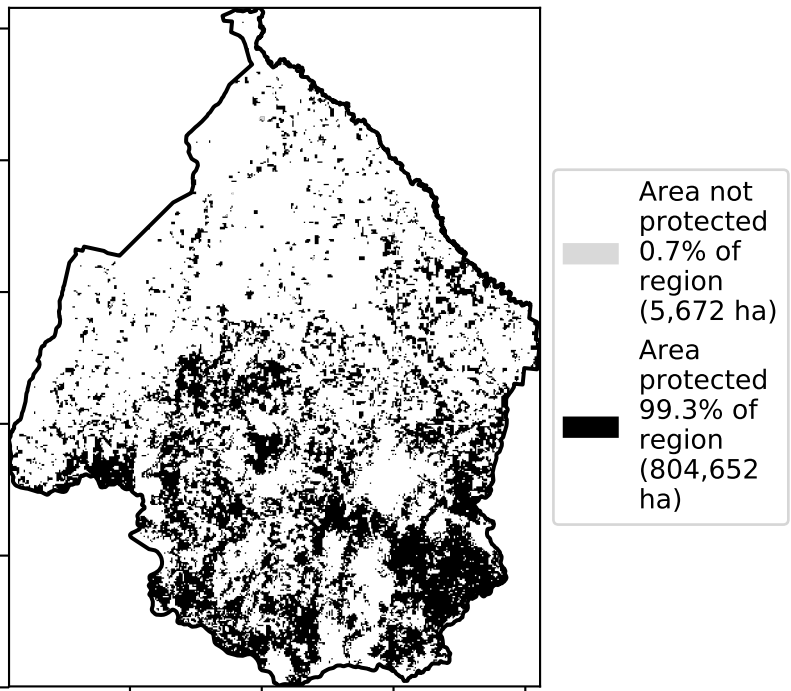 Area not
protected
0.7% of
region
(5,672 ha)
Area
protected
99.3% of
region
(804,652
ha)